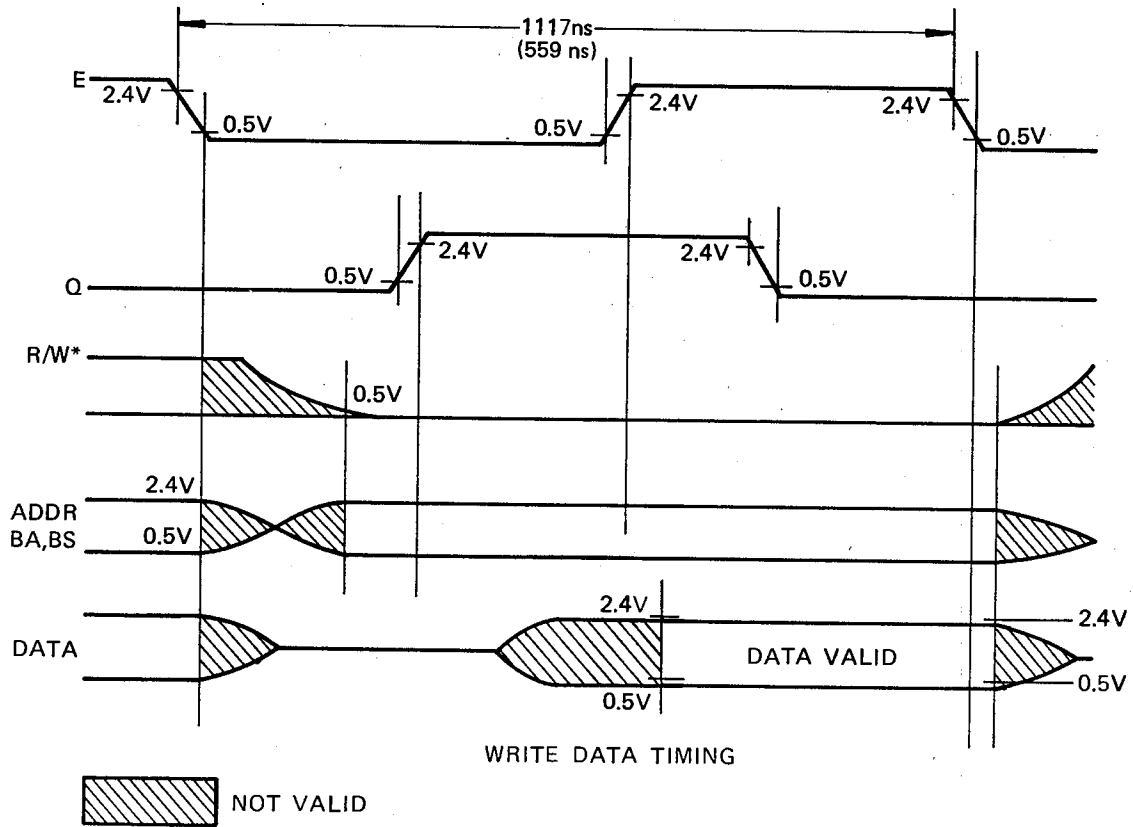 1117ns
(559 ns)
E
2.4V
0.5V
0.5V
2.4V
2.4V
0.5V
2.4V
2.4V
0.5V
0.5V
Q
R/W*
0.5V
2.4V
ADDR
BA,BS
0.5V
2.4V
2.4V
DATA
DATA VALID
0.5V
0.5V
WRITE DATA TIMING
NOT VALID